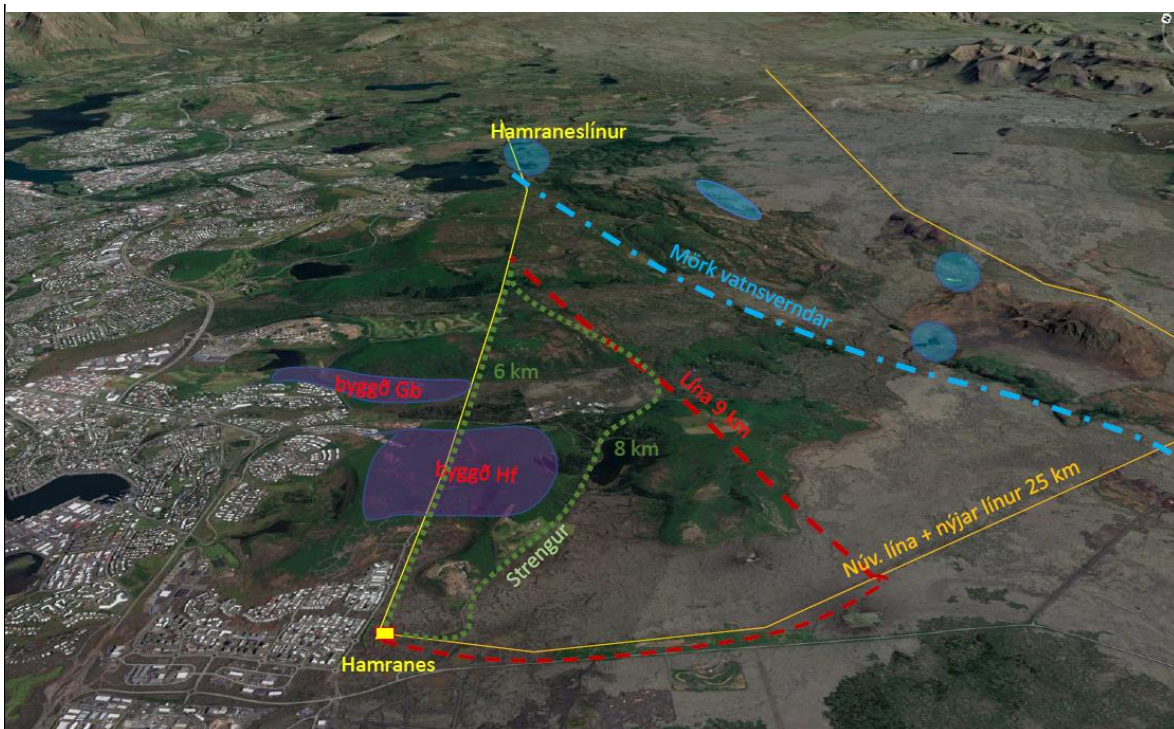 Hamraneslínur
Mörk vatnsverndar
6 km
byggð Gb
Lína 9 km
8 km
byggð Hf
Núv. lína + nýjar línur 25 km
Strengur
Hamranes